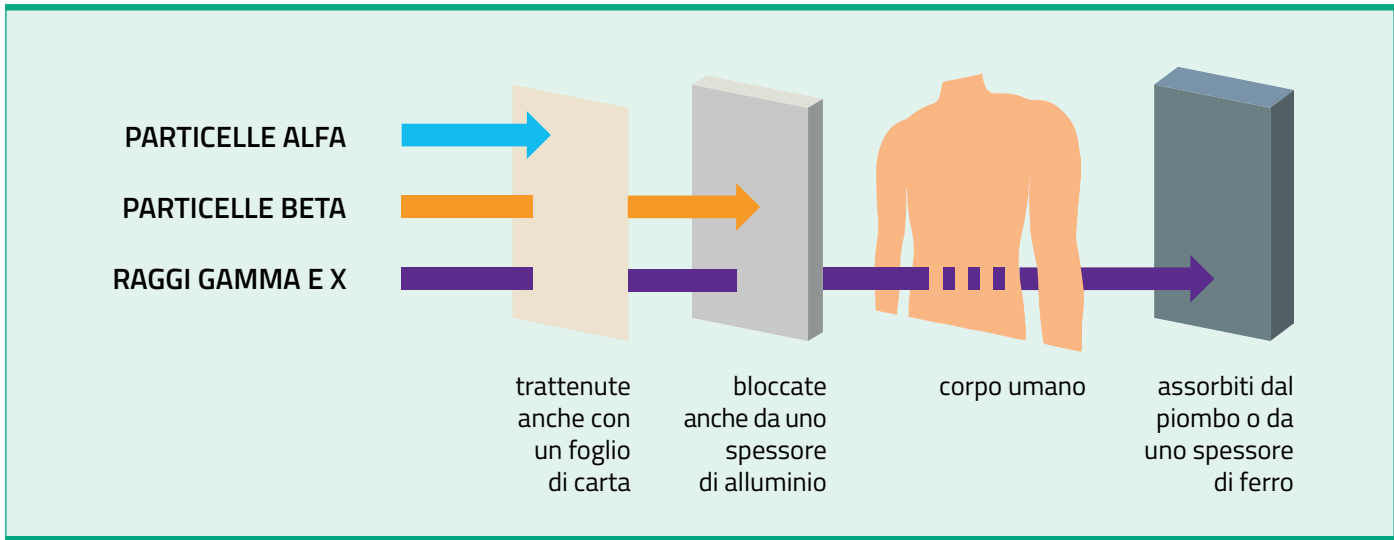 PARTICELLE ALFA
PARTICELLE BETA
RAGGI GAMMA E X
trattenute
anche con
un foglio
di carta
bloccate
anche da uno
spessore
di alluminio
corpo umano
assorbiti dal
piombo o da
uno spessore
di ferro